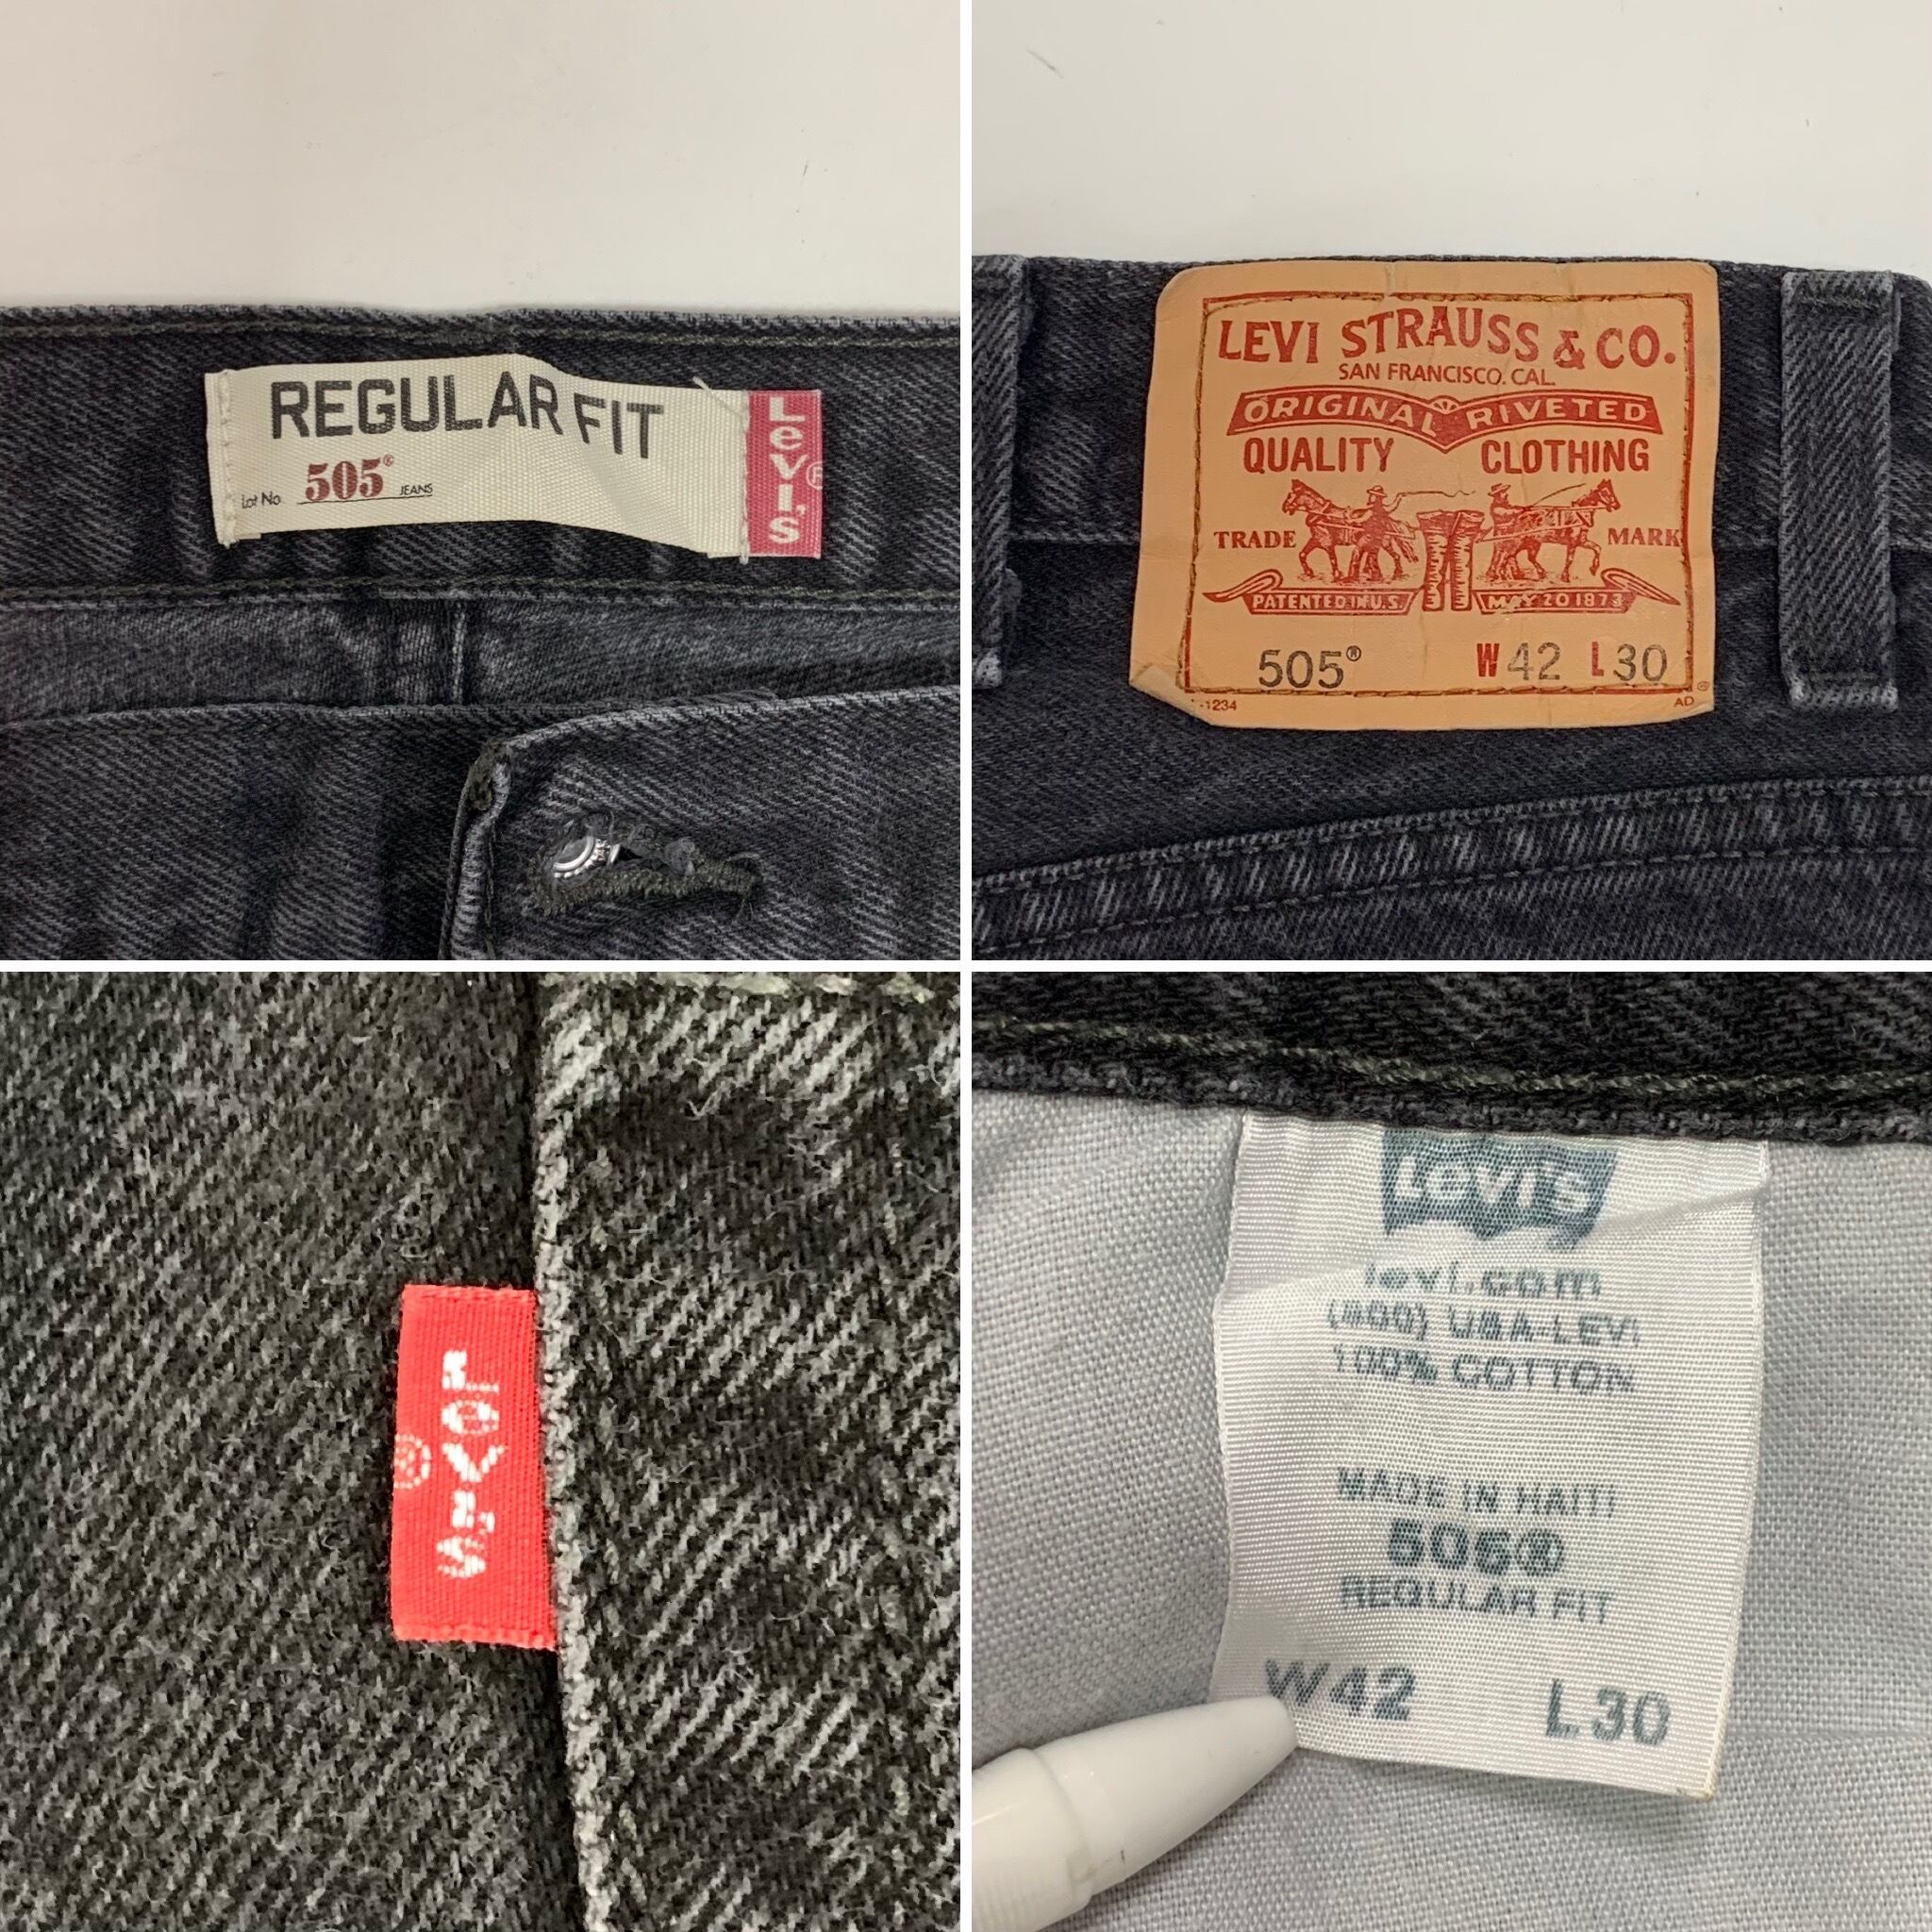 REGULAR FIT
Lot No. 505® JEANS
Levi's®
LEVI STRAUSS & CO.
SAN FRANCISCO. CAL.
ORIGINAL RIVETED
QUALITY CLOTHING
TRADE MARK
PATENTED IN U.S. MAY 20 1873
505® W42 L30
-1234 AD ®
Levi's
®
Levi's
levi.com
(800) USA-LEVI
100% COTTON
MADE IN HAITI
505®
REGULAR FIT
W42 L30